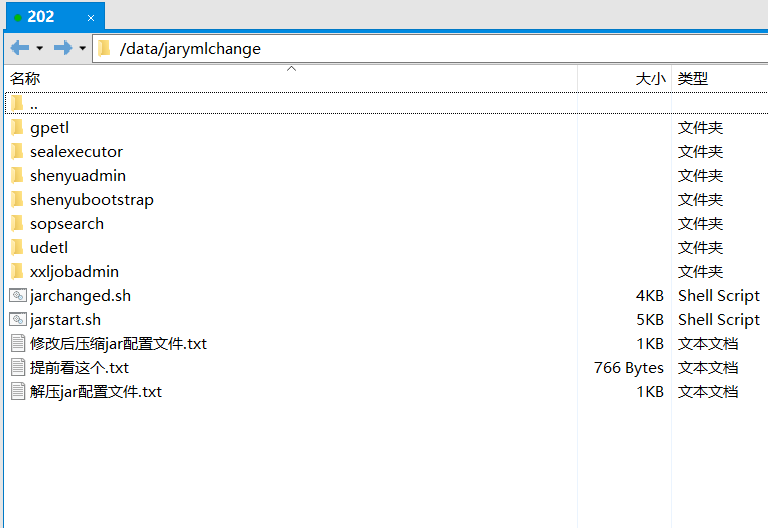 202 ×
/data/jarymlchange
名称 大小 类型
..
gpetl 文件夹
sealexecutor 文件夹
shenyuadmin 文件夹
shenyubootstrap 文件夹
sopsearch 文件夹
udetl 文件夹
xxljobadmin 文件夹
jarchanged.sh 4KB Shell Script
jarstart.sh 5KB Shell Script
修改后压缩jar配置文件.txt 1KB 文本文档
提前看这个.txt 766 Bytes 文本文档
解压jar配置文件.txt 1KB 文本文档